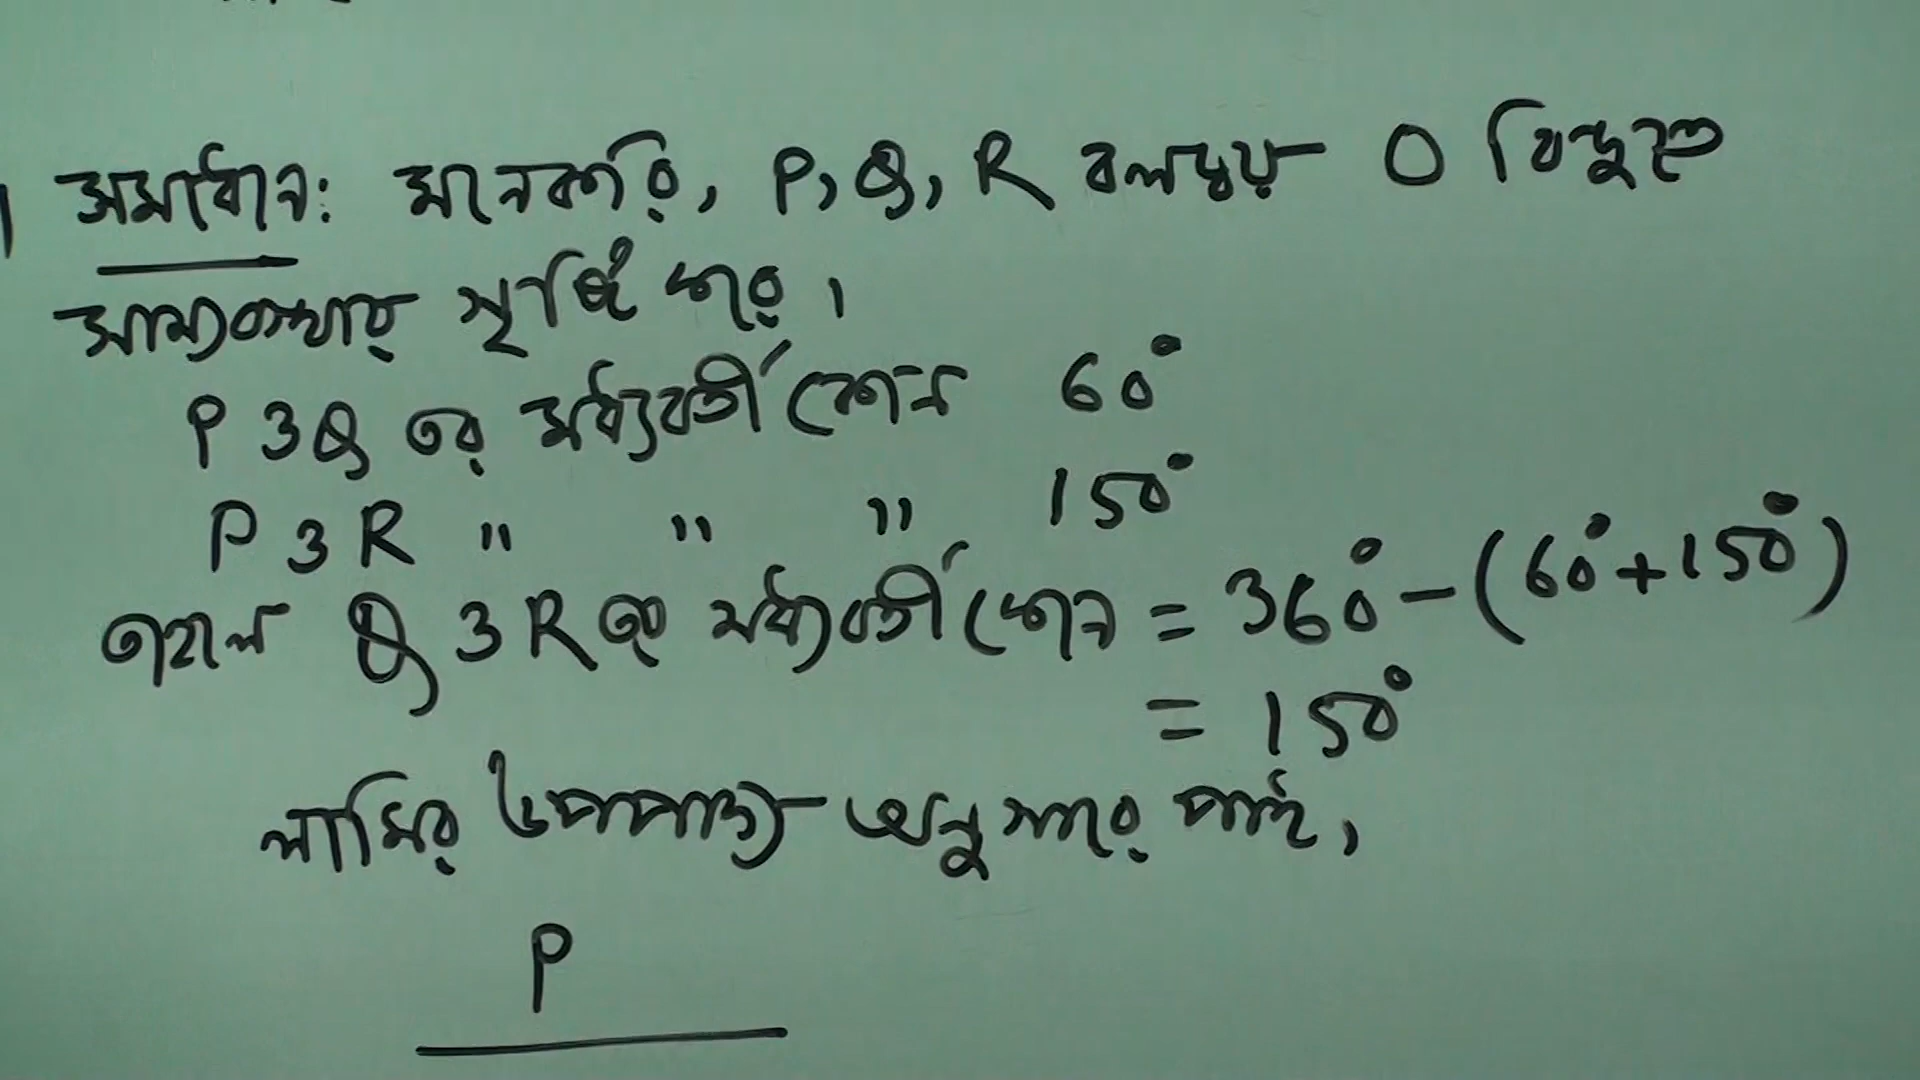 সমাধান: মনেকরি, P, Q, R বলত্রয় O বিন্দুতে
সাম্যাবস্থার সৃষ্টি করে।
P ও Q এর মধ্যবর্তী কোন 60°
P ও R " " " 150°
তাহলে Q ও R এর মধ্যবর্তী কোন = 360° - (60° + 150°)
= 150°
লামির উপপাদ্য অনুসারে পাই,
P